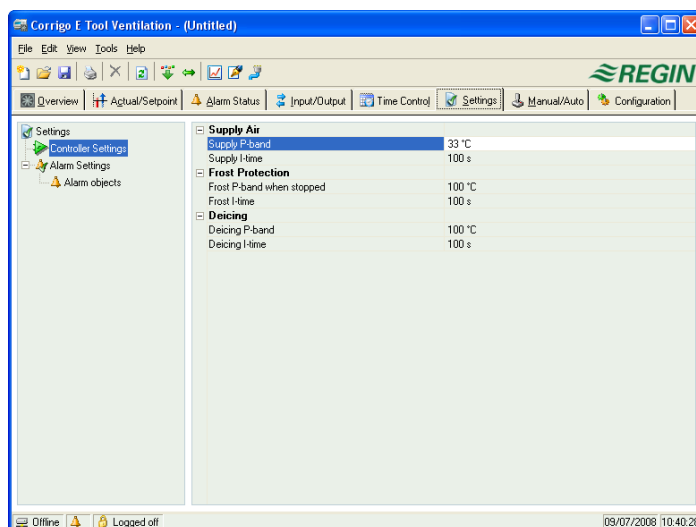 Corrigo E Tool Ventilation - (Untitled)
File Edit View Tools Help
REGIN
Overview Actual/Setpoint Alarm Status Input/Output Time Control Settings Manual/Auto Configuration
Settings
Controller Settings
Alarm Settings
Alarm objects
Supply Air
Supply P-band 33 °C
Supply I-time 100 s
Frost Protection
Frost P-band when stopped 100 °C
Frost I-time 100 s
Deicing
Deicing P-band 100 °C
Deicing I-time 100 s
Offline Logged off 09/07/2008 10:40:20